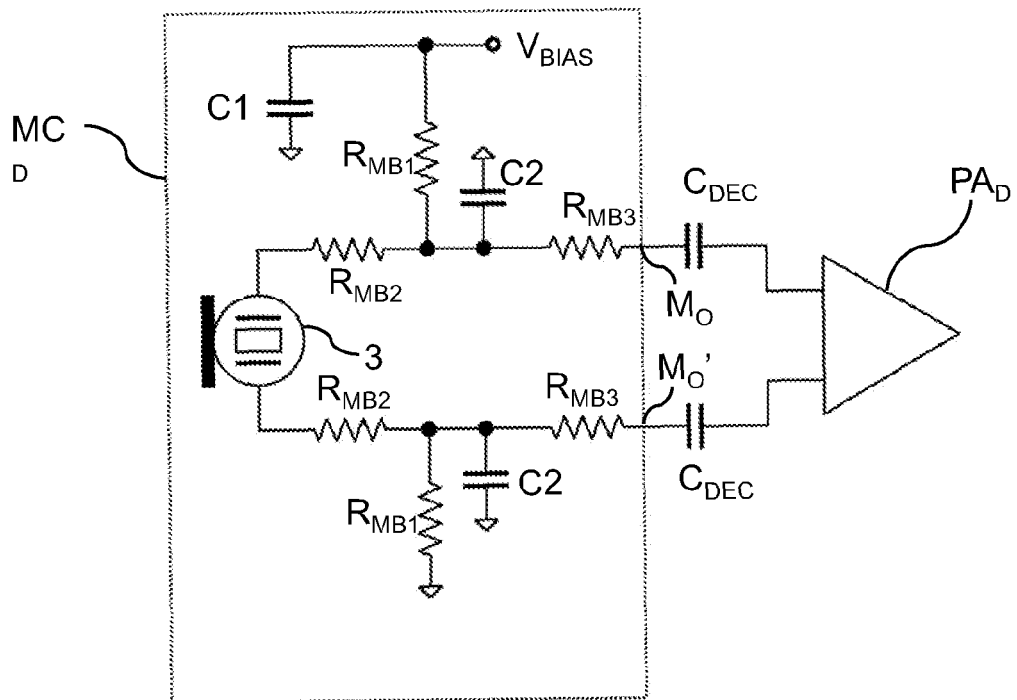 V_BIAS
C1
MC
D
R_MB1
C2
C_DEC
PA_D
R_MB3
R_MB2
M_O
3
M_O'
R_MB2
R_MB3
C2
C_DEC
R_MB1